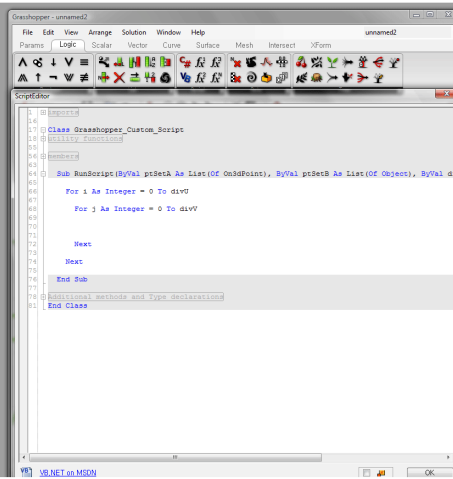 Grasshopper - unnamed2
File Edit View Arrange Solution Window Help unnamed2
Params Logic Scalar Vector Curve Surface Mesh Intersect XForm
ScriptEditor
1 imports
16
17 Class Grasshopper_Custom_Script
18 utility functions
55
56 members
63
64 Sub RunScript(ByVal ptSetA As List(Of On3dPoint), ByVal ptSetB As List(Of Object), ByVal di
65
66 For i As Integer = 0 To divU
67
68 For j As Integer = 0 To divV
69
70
71
72 Next
73
74 Next
75
76 End Sub
77
78 Additional methods and Type declarations
81 End Class
VB VB.NET on MSDN OK